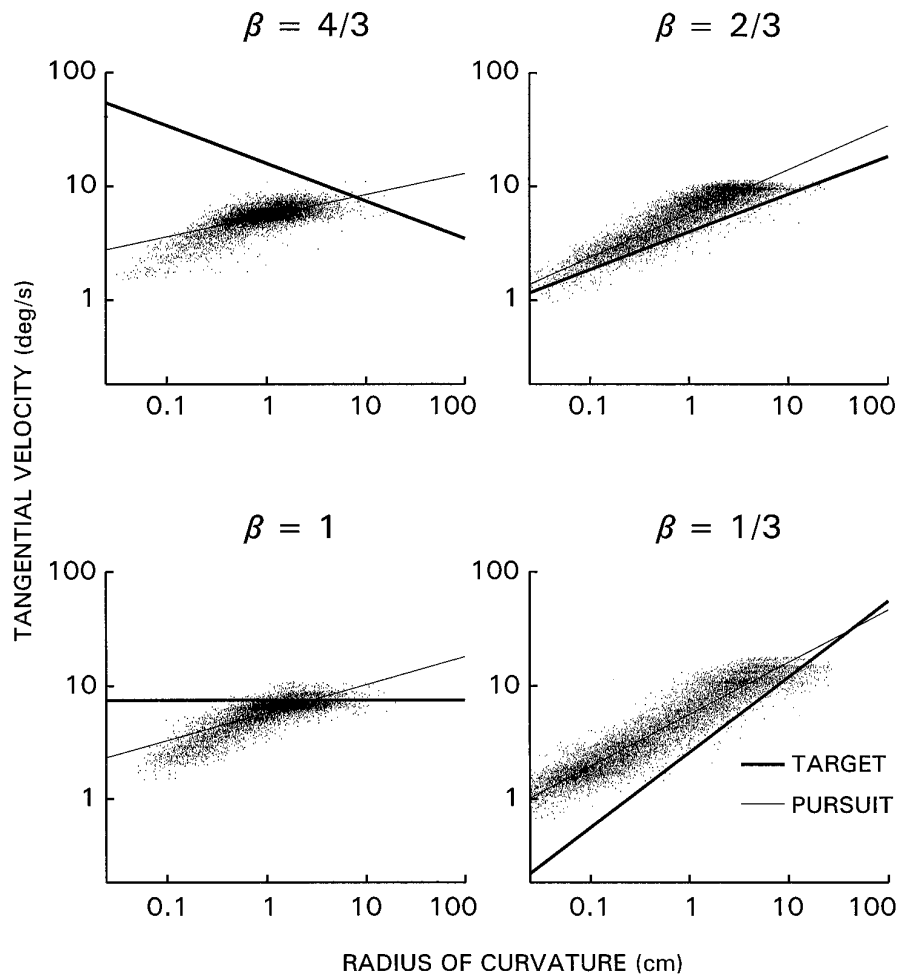 β = 4/3
β = 2/3
100
10
1
0.1 1 10 100
100
10
1
0.1 1 10 100
β = 1
β = 1/3
100
10
1
0.1 1 10 100
100
10
1
0.1 1 10 100
TARGET
PURSUIT
TANGENTIAL VELOCITY (deg/s)
RADIUS OF CURVATURE (cm)